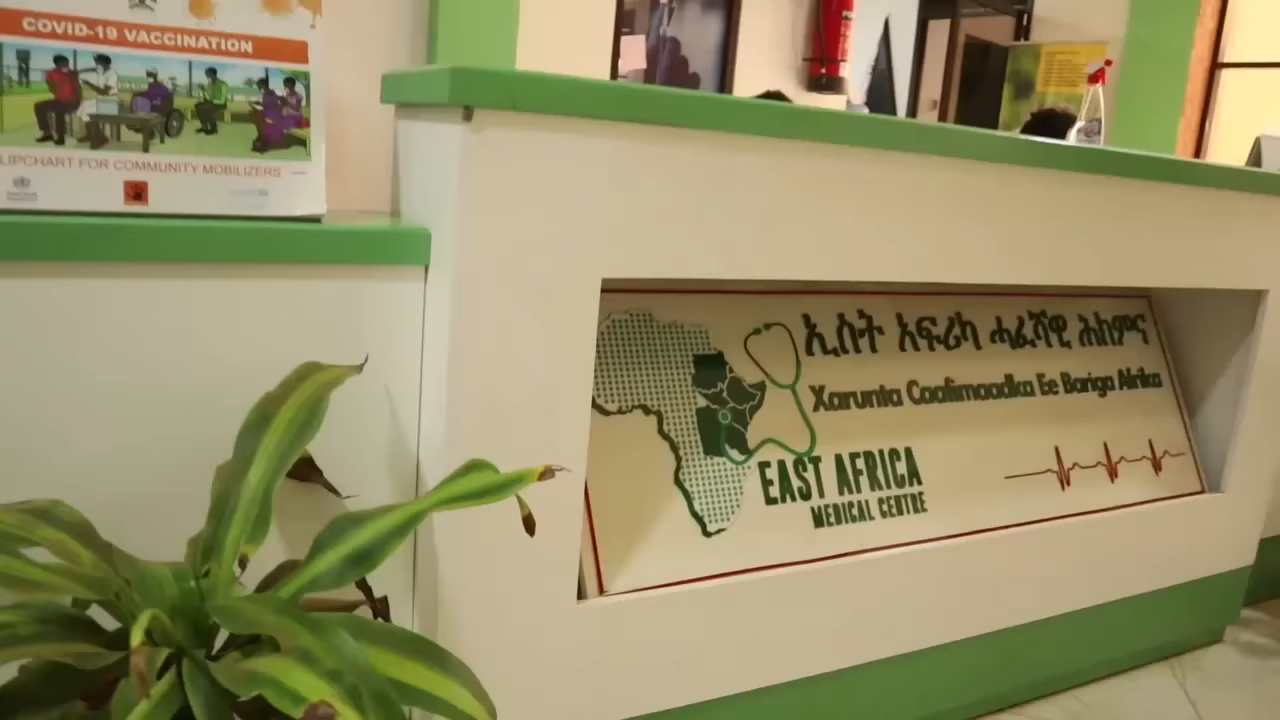 COVID-19 VACCINATION
LIPCHART FOR COMMUNITY MOBILIZERS
ኢስት አፍሪካ ሓፈሻዊ ሕክምና
Xarunta Caafimaadka Ee Bariga Afrika
EAST AFRICA
MEDICAL CENTRE